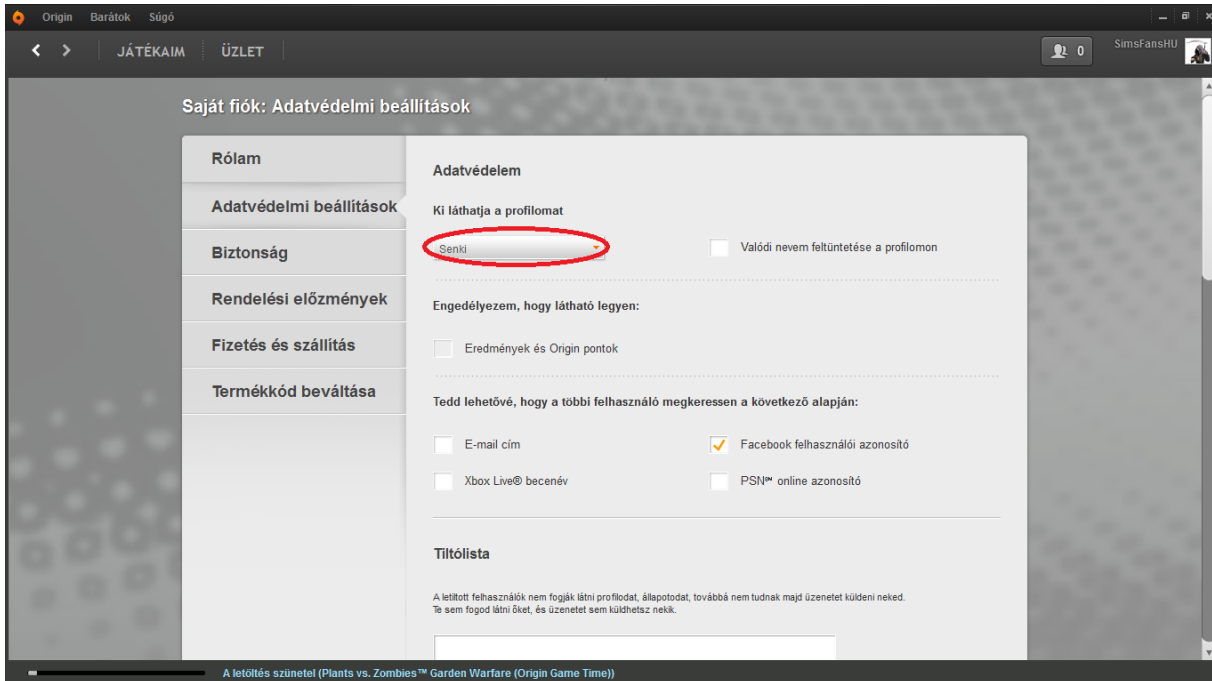 Origin Barátok Súgó
JÁTÉKAIM ÜZLET
0
SimsFansHU
Saját fiók: Adatvédelmi beállítások
Rólam
Adatvédelmi beállítások
Biztonság
Rendelési előzmények
Fizetés és szállítás
Termékkód beváltása
Adatvédelem
Ki láthatja a profilomat
Senki
Valódi nevem feltüntetése a profilomon
Engedélyezem, hogy látható legyen:
Eredmények és Origin pontok
Tedd lehetővé, hogy a többi felhasználó megkeressen a következő alapján:
E-mail cím
Facebook felhasználói azonosító
Xbox Live® becenév
PSN℠ online azonosító
Tiltólista
A letiltott felhasználók nem fogják látni profilodat, állapotodat, továbbá nem tudnak majd üzenetet küldeni neked.
Te sem fogod látni õket, és üzenetet sem küldhetsz nekik.
A letöltés szünetel (Plants vs. Zombies™ Garden Warfare (Origin Game Time))